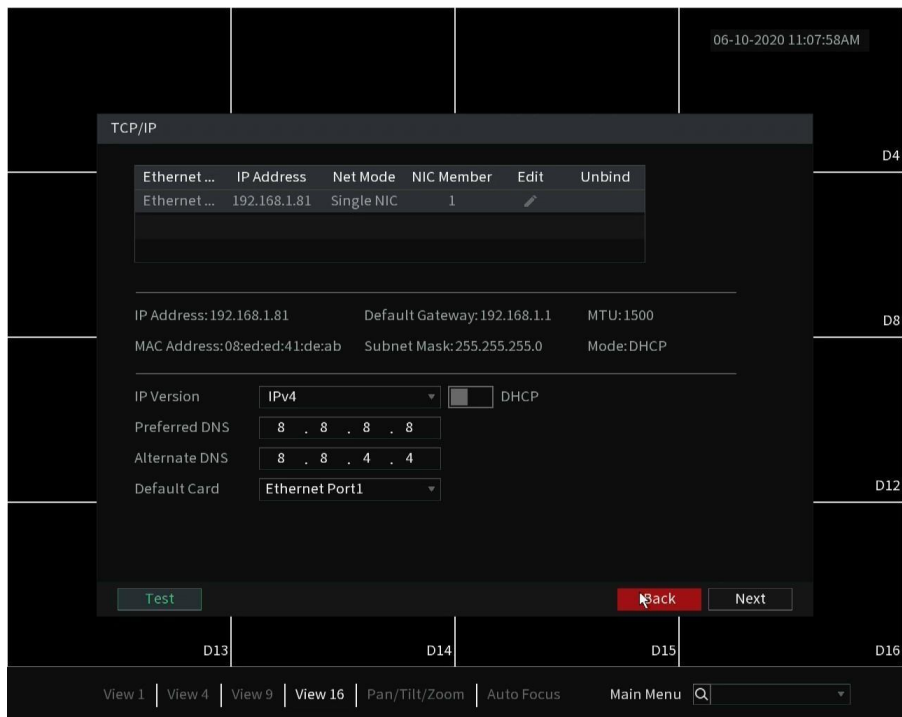 06-10-2020 11:07:58AM
TCP/IP
D4
Ethernet ... IP Address Net Mode NIC Member Edit Unbind
Ethernet ... 192.168.1.81 Single NIC 1
IP Address:192.168.1.81 Default Gateway:192.168.1.1 MTU:1500
D8
MAC Address:08:ed:ed:41:de:ab Subnet Mask:255.255.255.0 Mode:DHCP
IP Version IPv4 DHCP
Preferred DNS 8 . 8 . 8 . 8
Alternate DNS 8 . 8 . 4 . 4
Default Card Ethernet Port1
D12
Test Back Next
D13 D14 D15 D16
View 1 View 4 View 9 View 16 Pan/Tilt/Zoom Auto Focus Main Menu